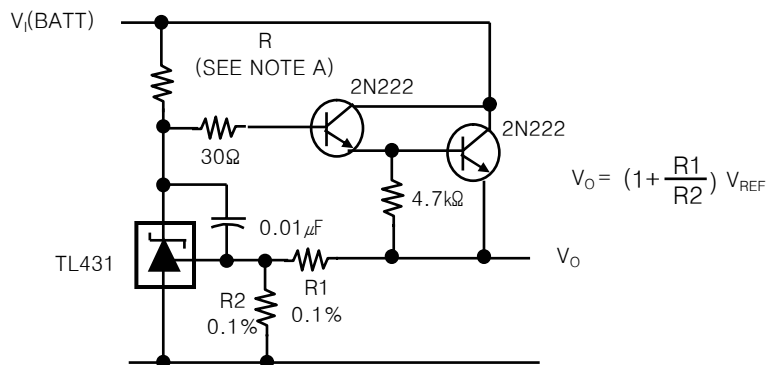 V_I(BATT)
R
(SEE NOTE A)
2N222
2N222
30Ω
4.7kΩ
V_O = (1+ R1/R2) V_REF
0.01μF
TL431
R2
0.1%
R1
0.1%
V_O